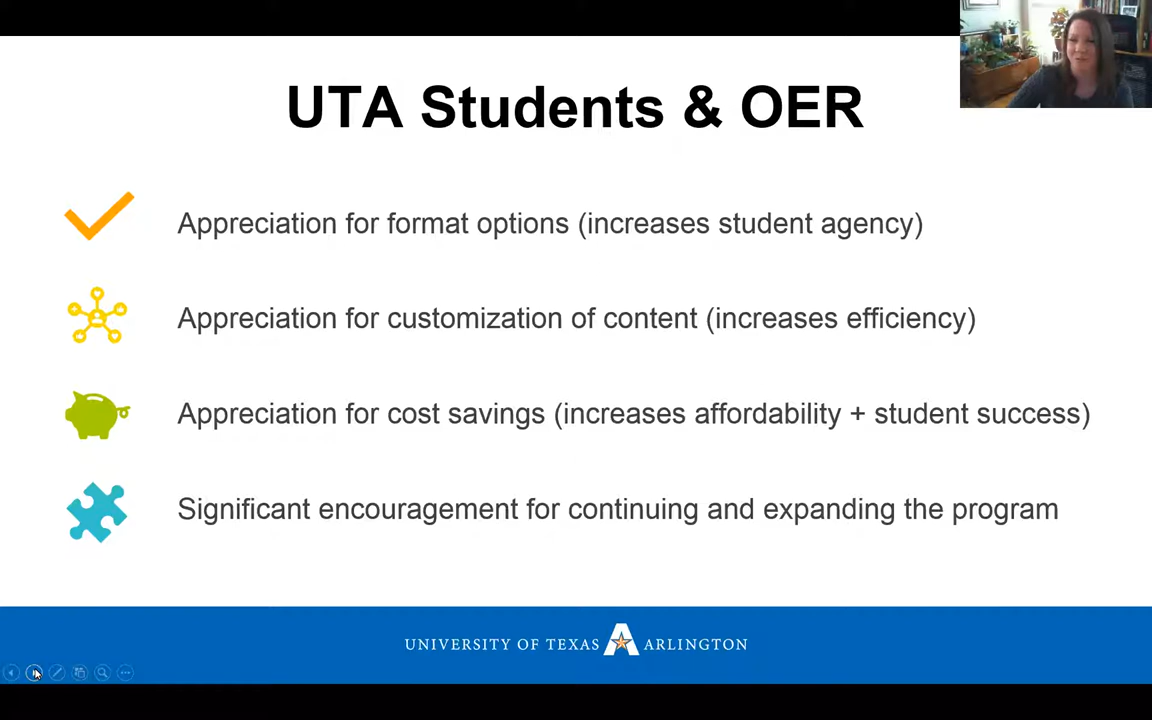 UTA Students & OER
Appreciation for format options (increases student agency)
Appreciation for customization of content (increases efficiency)
Appreciation for cost savings (increases affordability + student success)
Significant encouragement for continuing and expanding the program
UNIVERSITY OF TEXAS A ARLINGTON